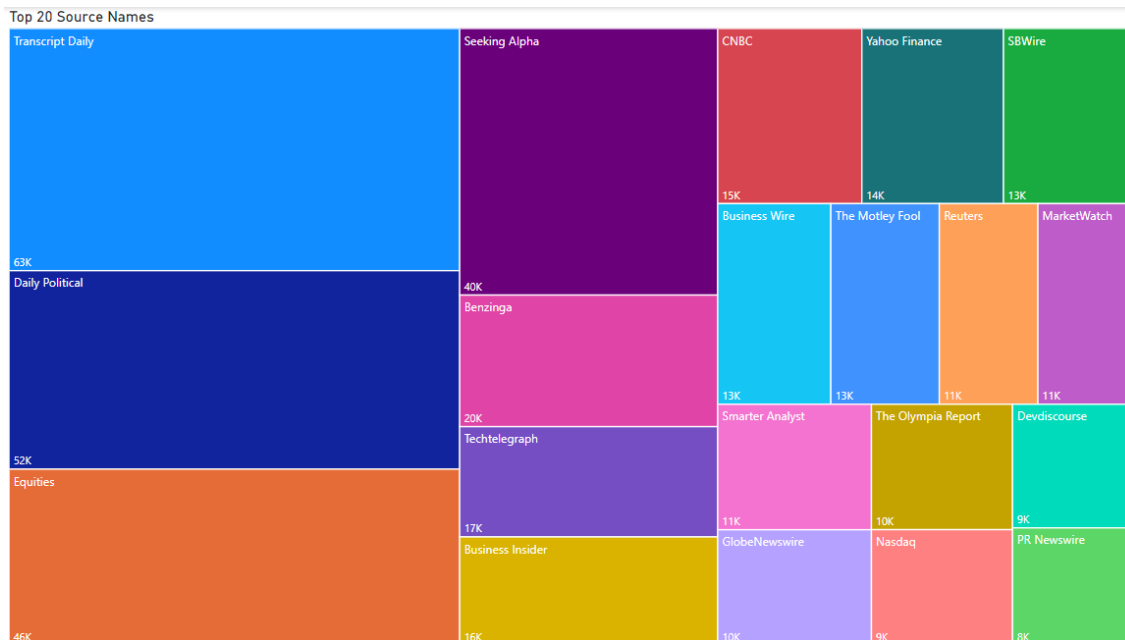 Top 20 Source Names
Transcript Daily
63K
Daily Political
52K
Equities
46K
Seeking Alpha
40K
Benzinga
20K
Techtelegraph
17K
Business Insider
16K
CNBC
15K
Yahoo Finance
14K
SBWire
13K
Business Wire
13K
The Motley Fool
13K
Reuters
11K
MarketWatch
11K
Smarter Analyst
11K
The Olympia Report
10K
Devdiscourse
9K
GlobeNewswire
10K
Nasdaq
9K
PR Newswire
8K